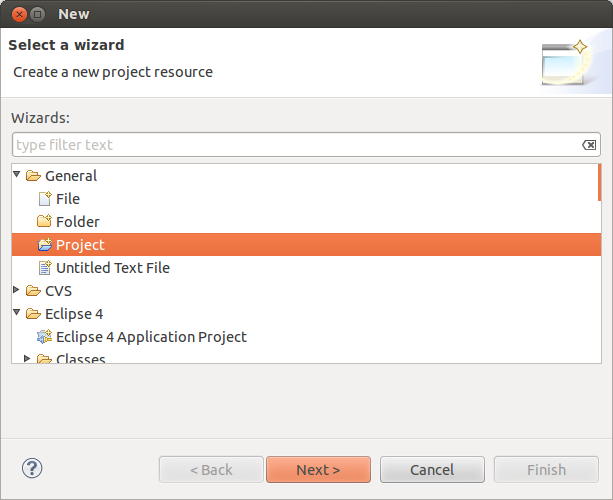 New
Select a wizard
Create a new project resource
Wizards:
type filter text
General
File
Folder
Project
Untitled Text File
CVS
Eclipse 4
Eclipse 4 Application Project
Classes
?
< Back
Next >
Cancel
Finish